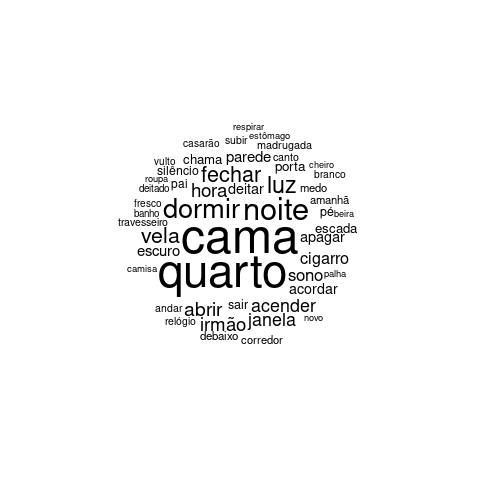 respirar
estômago
casarão subir madrugada
vulto chama parede canto
silêncio fechar porta cheiro
roupa pai hora deitar luz medo branco
deitado
fresco dormir noite amanhã
banho pé beira
travesseiro
vela cama apagar escada
escuro
camisa quarto sono cigarro
palha
acordar
andar abrir sair acender
relógio irmão janela novo
debaixo corredor